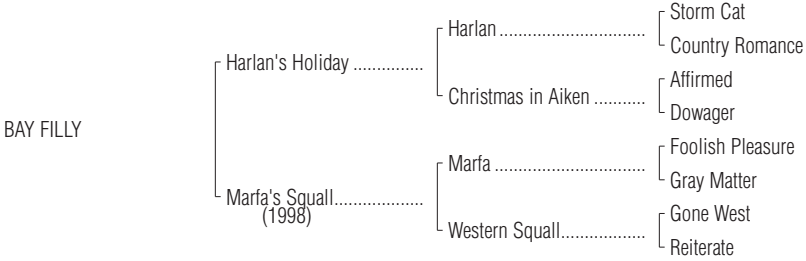 Storm Cat
Harlan..............................
Country Romance
Harlan's Holiday ...............
Affirmed
Christmas in Aiken ...........
Dowager
BAY FILLY
Foolish Pleasure
Marfa ...............................
Gray Matter
Marfa's Squall...................
(1998)
Gone West
Western Squall..................
Reiterate